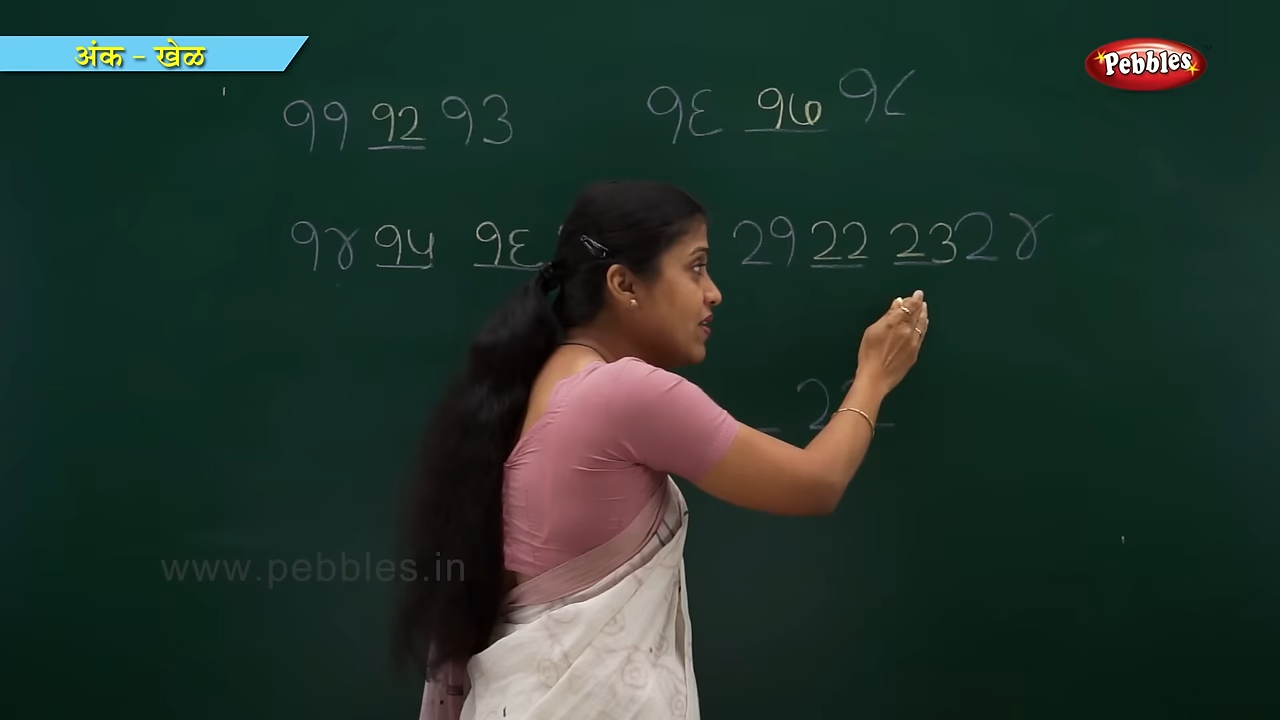 अंक - खेळ
Pebbles
११ १२ १३ १६ १७ १८
१४ १५ १६ २१ २२ २३ २४
www.pebbles.in